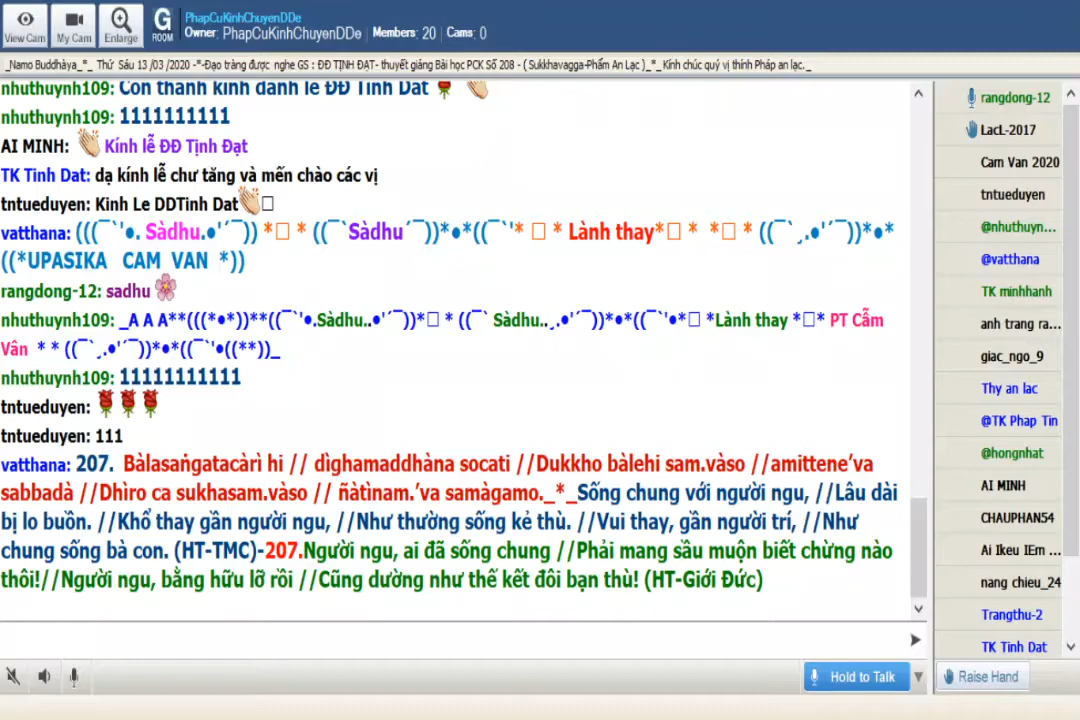 PhapCuKinhChuyenDDe
Owner: PhapCuKinhChuyenDDe Members: 20 Cams: 0
View Cam My Cam Enlarge G ROOM
_Namo Buddhàya_*_ Thứ Sáu 13 /03 /2020 -*-Đạo tràng được nghe GS : ĐĐ TỊNH ĐẠT- thuyết giảng Bài học PCK Số 208 - ( Sukkhavagga-Phẩm An Lạc )_*_Kính chúc quý vị thính Pháp an lạc._
nhuthuynh109: Con thành kính đảnh lễ ĐĐ Tịnh Đạt
nhuthuynh109: 1111111111
AI MINH: Kính lễ ĐĐ Tịnh Đạt
TK Tinh Dat: dạ kính lễ chư tăng và mến chào các vị
tntueduyen: Kinh Le DDTinh Dat
vatthana: (((¯`'•. Sàdhu.•'´¯)) *□ * ((¯`Sàdhu´¯))*•*((¯`'* □ * Lành thay*□ * *□ * ((¯`¸.•'´¯))*•*
((*UPASIKA CAM VAN *))
rangdong-12: sadhu
nhuthuynh109: _A A A**(((*•*))**((¯`'•.Sàdhu..•'´¯))*□ * ((¯` Sàdhu..¸.•'´¯))*•*((¯`'•*□ *Lành thay *□* PT Cẩm
Vân * * ((¯`¸.•'´¯))*•*((¯`'•((**))_
nhuthuynh109: 11111111111
tntueduyen:
tntueduyen: 111
vatthana: 207. Bàlasaṅgatacàrì hi // dìghamaddhàna socati //Dukkho bàlehi sam.vàso //amittene'va
sabbadà //Dhìro ca sukhasam.vàso // ñàtìnam.'va samàgamo._*_Sống chung với người ngu, //Lâu dài
bị lo buồn. //Khổ thay gần người ngu, //Như thường sống kẻ thù. //Vui thay, gần người trí, //Như
chung sống bà con. (HT-TMC)-207.Người ngu, ai đã sống chung //Phải mang sầu muộn biết chừng nào
thôi!//Người ngu, bằng hữu lỡ rồi //Cũng dường như thế kết đôi bạn thù! (HT-Giới Đức)
rangdong-12
LacL-2017
Cam Van 2020
tntueduyen
@nhuthuyn...
@vatthana
TK minhhanh
anh trang ra...
giac_ngo_9
Thy an lac
@TK Phap Tin
@hongnhat
AI MINH
CHAUPHAN54
Ai Ikeu IEm ...
nang chieu_24
Trangthu-2
TK Tinh Dat
Hold to Talk
Raise Hand